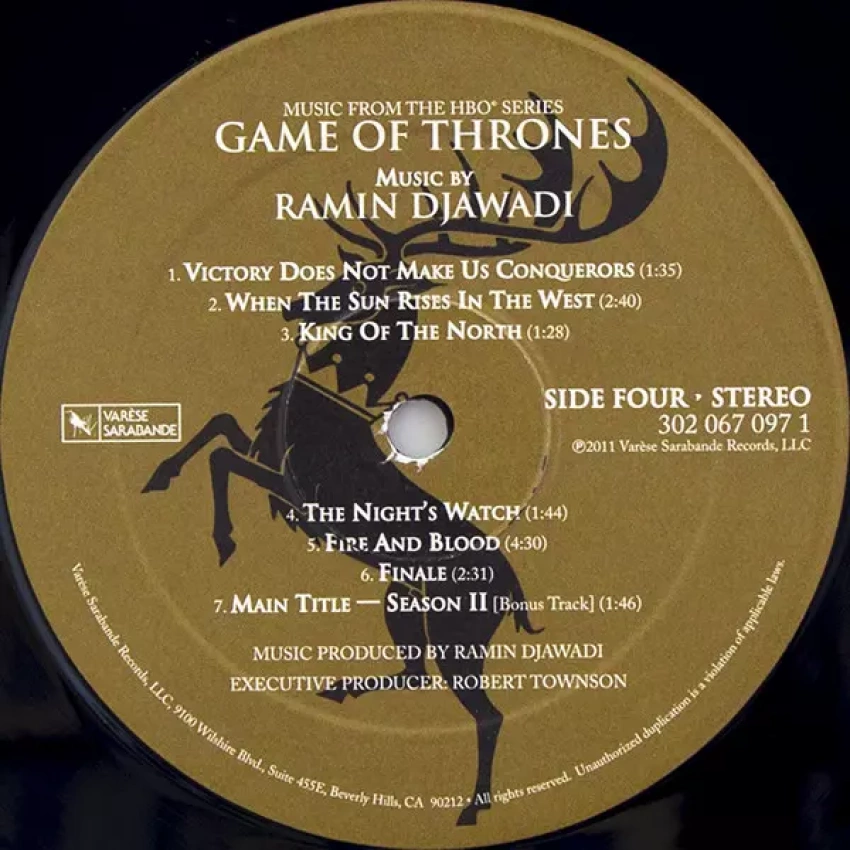 MUSIC FROM THE HBO® SERIES
GAME OF THRONES
MUSIC BY
RAMIN DJAWADI
1. VICTORY DOES NOT MAKE US CONQUERORS (1:35)
2. WHEN THE SUN RISES IN THE WEST (2:40)
3. KING OF THE NORTH (1:28)
VARÈSE
SARABANDE
SIDE FOUR • STEREO
302 067 097 1
℗2011 Varèse Sarabande Records, LLC
4. THE NIGHT'S WATCH (1:44)
5. FIRE AND BLOOD (4:30)
6. FINALE (2:31)
7. MAIN TITLE — SEASON II [Bonus Track] (1:46)
MUSIC PRODUCED BY RAMIN DJAWADI
EXECUTIVE PRODUCER: ROBERT TOWNSON
Varèse Sarabande Records, LLC, 9100 Wilshire Blvd., Suite 455E, Beverly Hills, CA 90212 • All rights reserved. Unauthorized duplication is a violation of applicable laws.